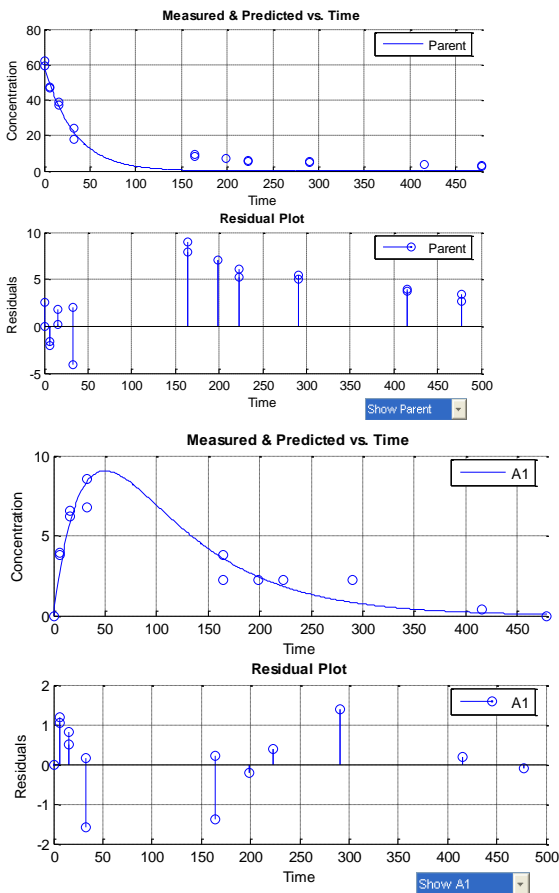 Measured & Predicted vs. Time
Concentration
80
60
40
20
0
Parent
0 50 100 150 200 250 300 350 400 450
Time
Residual Plot
Residuals
10
5
0
-5
Parent
0 50 100 150 200 250 300 350 400 450 500
Time
Show Parent
Measured & Predicted vs. Time
Concentration
10
5
0
A1
0 50 100 150 200 250 300 350 400 450
Time
Residual Plot
Residuals
2
1
0
-1
-2
A1
0 50 100 150 200 250 300 350 400 450 500
Time
Show A1